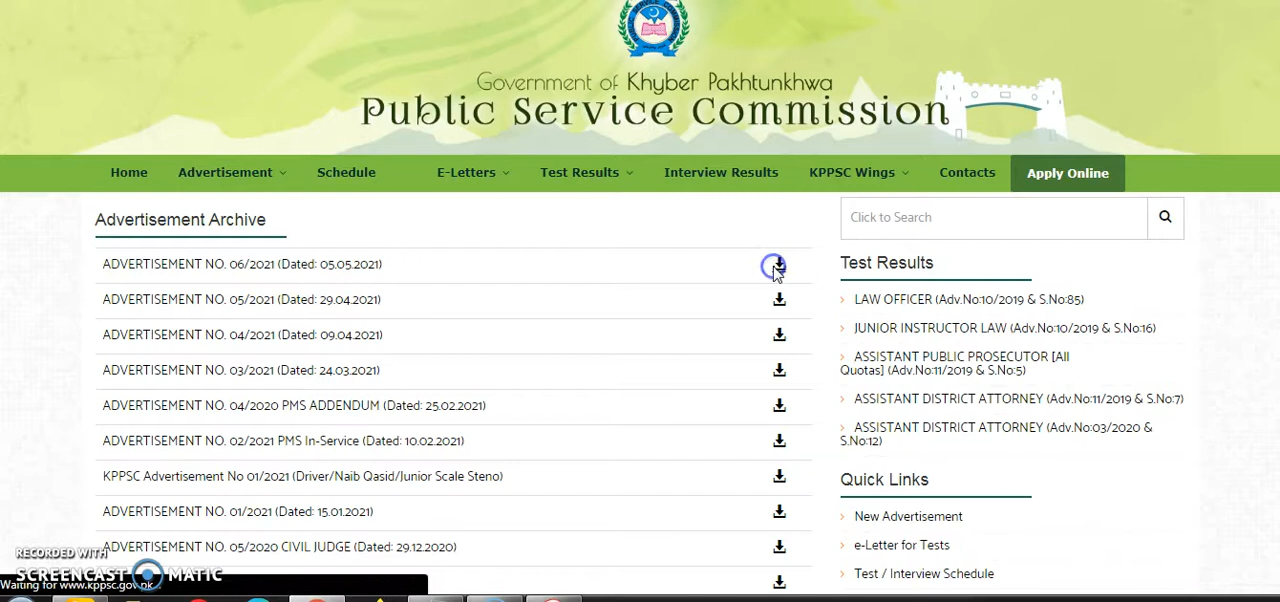 Government of Khyber Pakhtunkhwa
Public Service Commission
Home Advertisement Schedule E-Letters Test Results Interview Results KPPSC Wings Contacts Apply Online
Advertisement Archive
ADVERTISEMENT NO. 06/2021 (Dated: 05.05.2021)
ADVERTISEMENT NO. 05/2021 (Dated: 29.04.2021)
ADVERTISEMENT NO. 04/2021 (Dated: 09.04.2021)
ADVERTISEMENT NO. 03/2021 (Dated: 24.03.2021)
ADVERTISEMENT NO. 04/2020 PMS ADDENDUM (Dated: 25.02.2021)
ADVERTISEMENT NO. 02/2021 PMS In-Service (Dated: 10.02.2021)
KPPSC Advertisement No 01/2021 (Driver/Naib Qasid/Junior Scale Steno)
ADVERTISEMENT NO. 01/2021 (Dated: 15.01.2021)
ADVERTISEMENT NO. 05/2020 CIVIL JUDGE (Dated: 29.12.2020)
Click to Search
Test Results
LAW OFFICER (Adv.No:10/2019 & S.No:85)
JUNIOR INSTRUCTOR LAW (Adv.No:10/2019 & S.No:16)
ASSISTANT PUBLIC PROSECUTOR [All
Quotas] (Adv.No:11/2019 & S.No:5)
ASSISTANT DISTRICT ATTORNEY (Adv.No:11/2019 & S.No:7)
ASSISTANT DISTRICT ATTORNEY (Adv.No:03/2020 &
S.No:12)
Quick Links
New Advertisement
e-Letter for Tests
Test / Interview Schedule
RECORDED WITH
SCREENCAST MATIC
Waiting for www.kppsc.gov.pk...